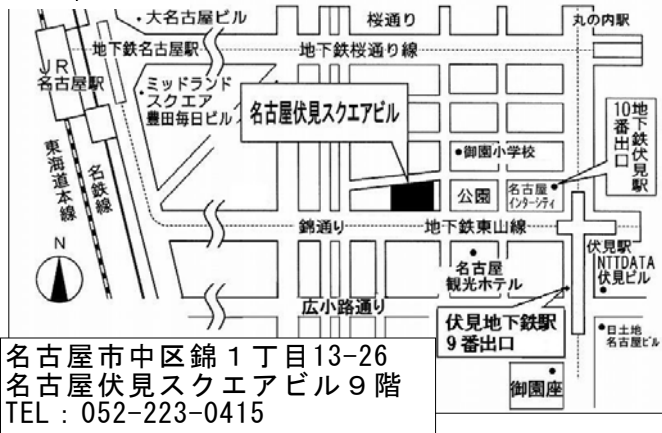 ・大名古屋ビル
桜通り
丸の内駅
地下鉄名古屋駅
地下鉄桜通り線
JR
名古屋駅
・ミッドランド
スクエア
豊田毎日ビル
名古屋伏見スクエアビル
地下鉄伏見駅
10番出口
・御園小学校
東海道本線
名鉄線
公園
名古屋
インターシティ
錦通り
地下鉄東山線
N
伏見駅
NTTDATA
伏見ビル
名古屋
観光ホテル
広小路通り
伏見地下鉄駅
9番出口
・日土地
名古屋ビル
御園座
名古屋市中区錦1丁目13-26
名古屋伏見スクエアビル9階
TEL：052-223-0415